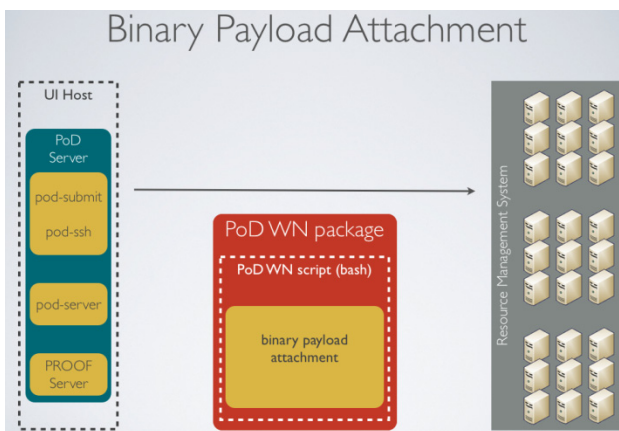 Binary Payload Attachment
UI Host
PoD
Server
pod-submit
pod-ssh
pod-server
PROOF
Server
PoD WN package
PoD WN script (bash)
binary payload
attachment
Resource Management System